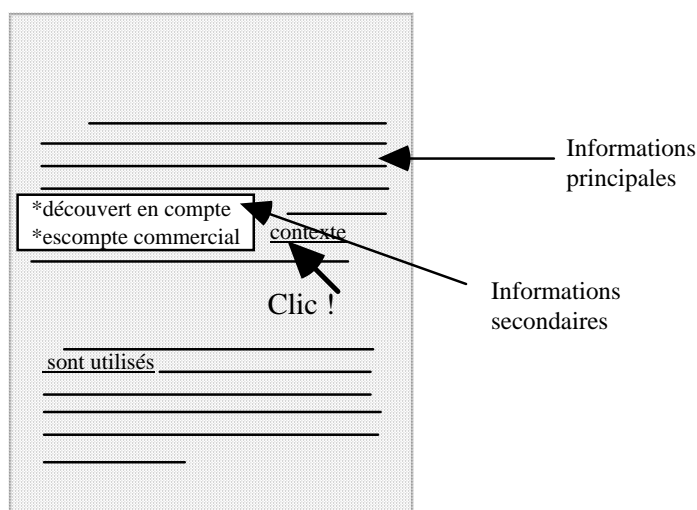 Informations
principales
*découvert en compte
*escompte commercial
contexte
Clic !
Informations
secondaires
sont utilisés